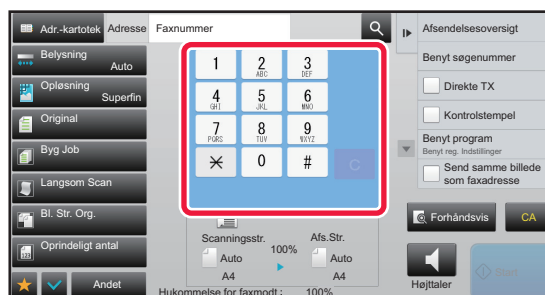 Adr.-kartotek
Adresse
Faxnummer
Belysning
Auto
Opløsning
Superfin
Original
Byg Job
Langsom Scan
Bl. Str. Org.
Oprindeligt antal
Andet
1 2 3
ABC DEF
4 5 6
GHI JKL MNO
7 8 9
PQRS TUV WXYZ
0 #
C
Scanningsstr. Afs.Str.
100%
Auto Auto
A4 A4
Hukommelse for faxmodt.: 100%
Afsendelsesoversigt
Benyt søgenummer
Direkte TX
Kontrolstempel
Benyt program
Benyt reg. Indstillinger
Send samme billede
som faxadresse
Forhåndsvis
CA
Højttaler
Start